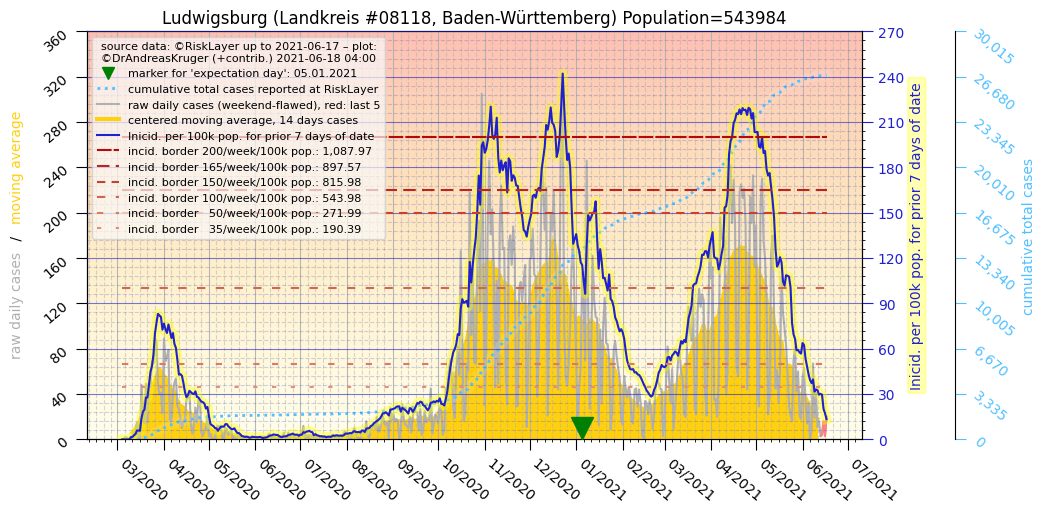 Ludwigsburg (Landkreis #08118, Baden-Württemberg) Population=543984
source data: ©RiskLayer up to 2021-06-17 – plot:
©DrAndreasKruger (+contrib.) 2021-06-18 04:00
marker for 'expectation day': 05.01.2021
cumulative total cases reported at RiskLayer
raw daily cases (weekend-flawed), red: last 5
centered moving average, 14 days cases
Inicid. per 100k pop. for prior 7 days of date
incid. border 200/week/100k pop.: 1,087.97
incid. border 165/week/100k pop.: 897.57
incid. border 150/week/100k pop.: 815.98
incid. border 100/week/100k pop.: 543.98
incid. border   50/week/100k pop.: 271.99
incid. border   35/week/100k pop.: 190.39
raw daily cases / moving average
360
320
280
240
200
160
120
80
40
0
03/2020
04/2020
05/2020
06/2020
07/2020
08/2020
09/2020
10/2020
11/2020
12/2020
01/2021
02/2021
03/2021
04/2021
05/2021
06/2021
07/2021
270
240
210
180
150
120
90
60
30
0
Inicid. per 100k pop. for prior 7 days of date
30,015
26,680
23,345
20,010
16,675
13,340
10,005
6,670
3,335
0
cumulative total cases